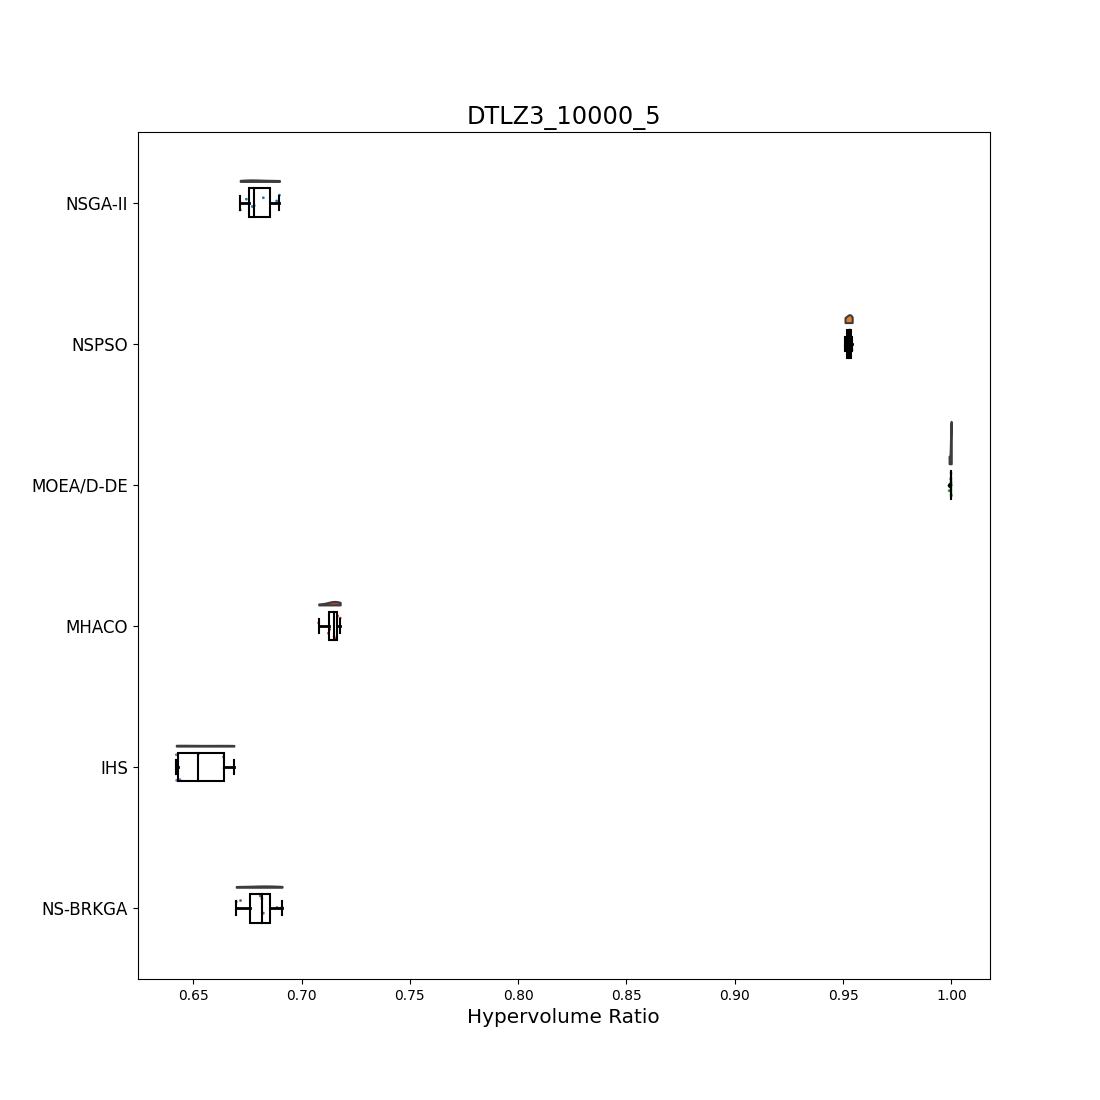 DTLZ3_10000_5
NSGA-II
NSPSO
MOEA/D-DE
MHACO
IHS
NS-BRKGA
0.65 0.70 0.75 0.80 0.85 0.90 0.95 1.00
Hypervolume Ratio